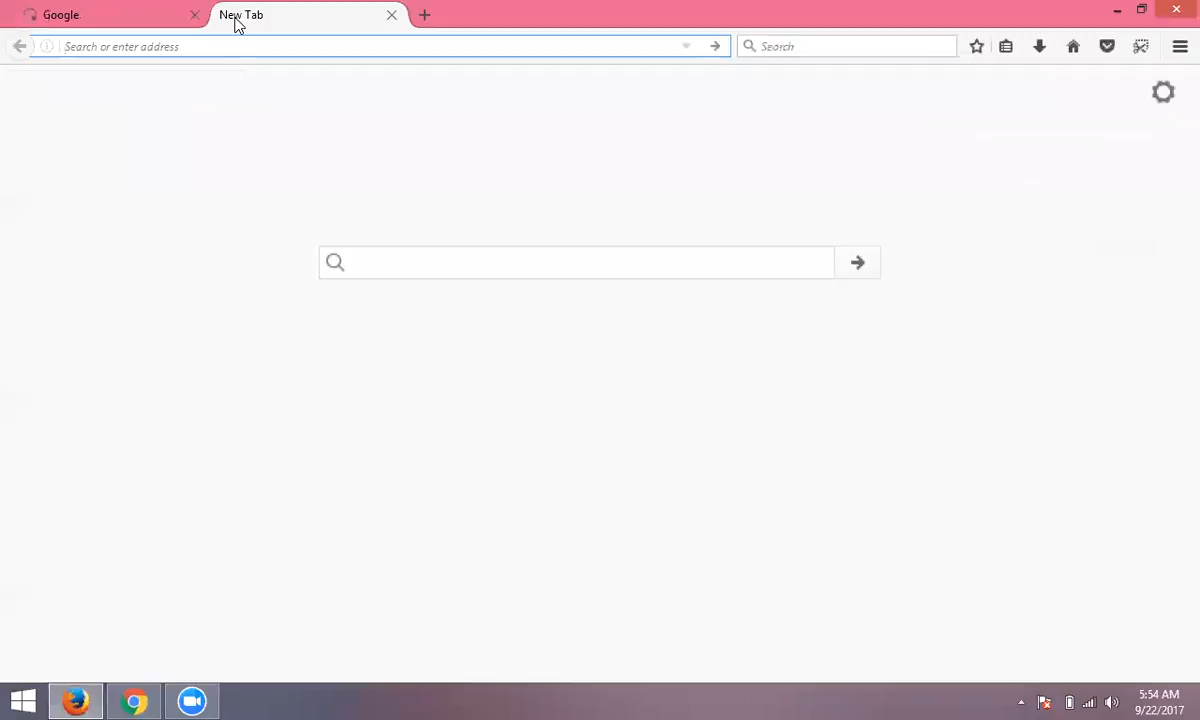 Google
New Tab
Search or enter address
Search
5:54 AM
9/22/2017